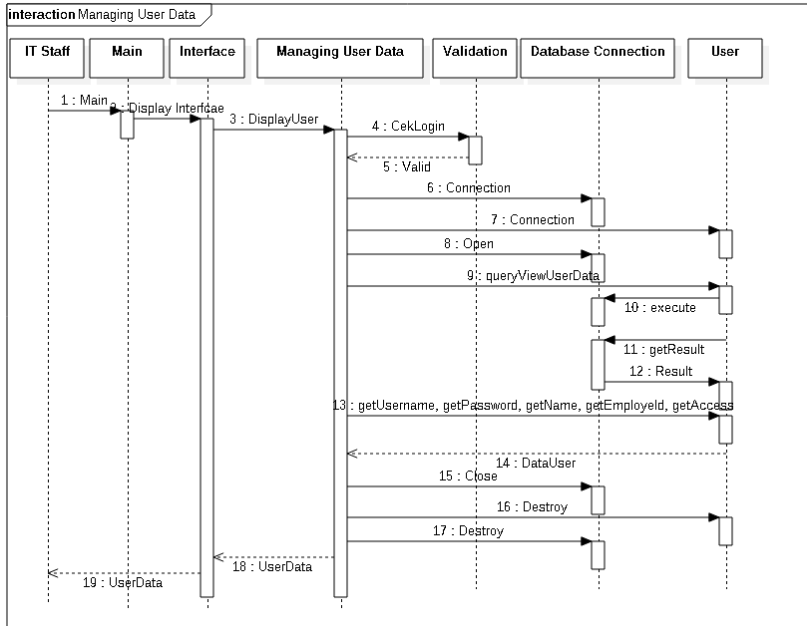 interaction Managing User Data
IT Staff
Main
Interface
Managing User Data
Validation
Database Connection
User
1 : Main
2 : Display Interfcae
3 : DisplayUser
4 : CekLogin
5 : Valid
6 : Connection
7 : Connection
8 : Open
9 : queryViewUserData
10 : execute
11 : getResult
12 : Result
13 : getUsername, getPassword, getName, getEmployeId, getAccess
14 : DataUser
15 : Close
16 : Destroy
17 : Destroy
18 : UserData
19 : UserData